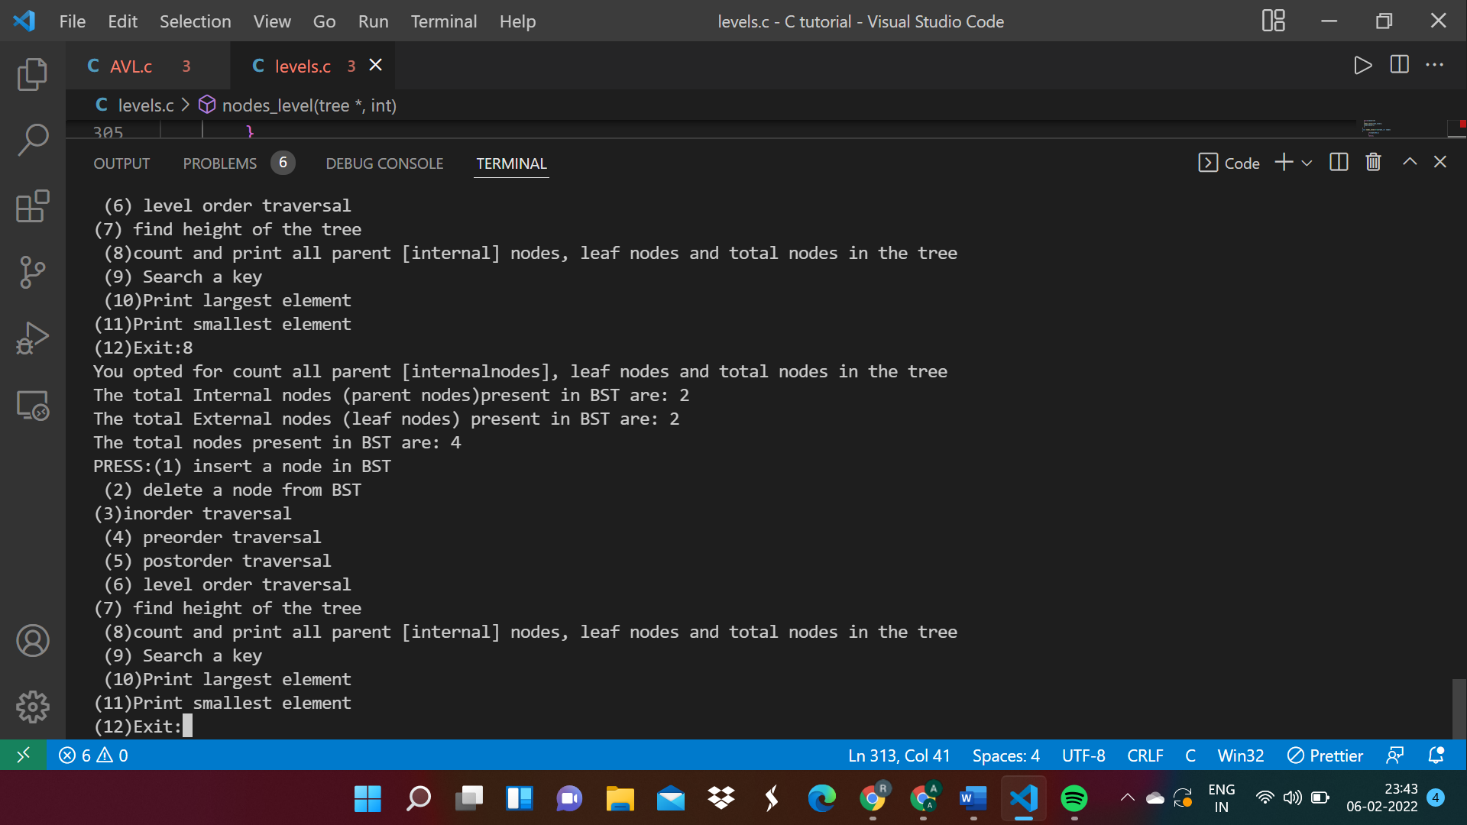 File Edit Selection View Go Run Terminal Help levels.c - C tutorial - Visual Studio Code
C AVL.c 3 C levels.c 3
C levels.c > nodes_level(tree *, int)
305 }
OUTPUT PROBLEMS 6 DEBUG CONSOLE TERMINAL Code
(6) level order traversal
(7) find height of the tree
(8)count and print all parent [internal] nodes, leaf nodes and total nodes in the tree
(9) Search a key
(10)Print largest element
(11)Print smallest element
(12)Exit:8
You opted for count all parent [internalnodes], leaf nodes and total nodes in the tree
The total Internal nodes (parent nodes)present in BST are: 2
The total External nodes (leaf nodes) present in BST are: 2
The total nodes present in BST are: 4
PRESS:(1) insert a node in BST
(2) delete a node from BST
(3)inorder traversal
(4) preorder traversal
(5) postorder traversal
(6) level order traversal
(7) find height of the tree
(8)count and print all parent [internal] nodes, leaf nodes and total nodes in the tree
(9) Search a key
(10)Print largest element
(11)Print smallest element
(12)Exit:
6 0 Ln 313, Col 41 Spaces: 4 UTF-8 CRLF C Win32 Prettier
R A A W ENG 23:43
IN 06-02-2022 4